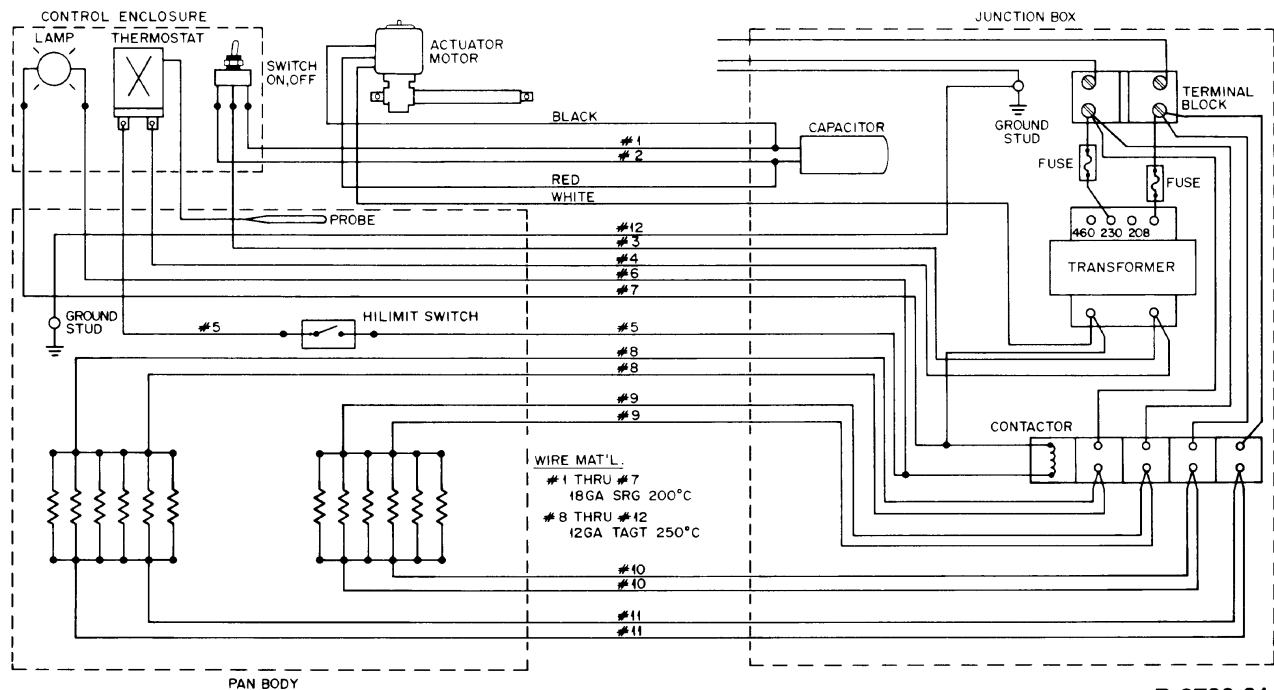 CONTROL ENCLOSURE
JUNCTION BOX
LAMP
THERMOSTAT
SWITCH
ON,OFF
ACTUATOR
MOTOR
TERMINAL
BLOCK
GROUND
STUD
BLACK
CAPACITOR
#1
#2
FUSE
FUSE
RED
WHITE
PROBE
#12
#3
#4
#6
#7
460 230 208
TRANSFORMER
GROUND
STUD
#5
HILIMIT SWITCH
#5
#8
#8
#9
#9
CONTACTOR
WIRE MAT'L.
#1 THRU #7
18GA SRG 200°C
#8 THRU #12
12GA TAGT 250°C
#10
#10
#11
#11
PAN BODY